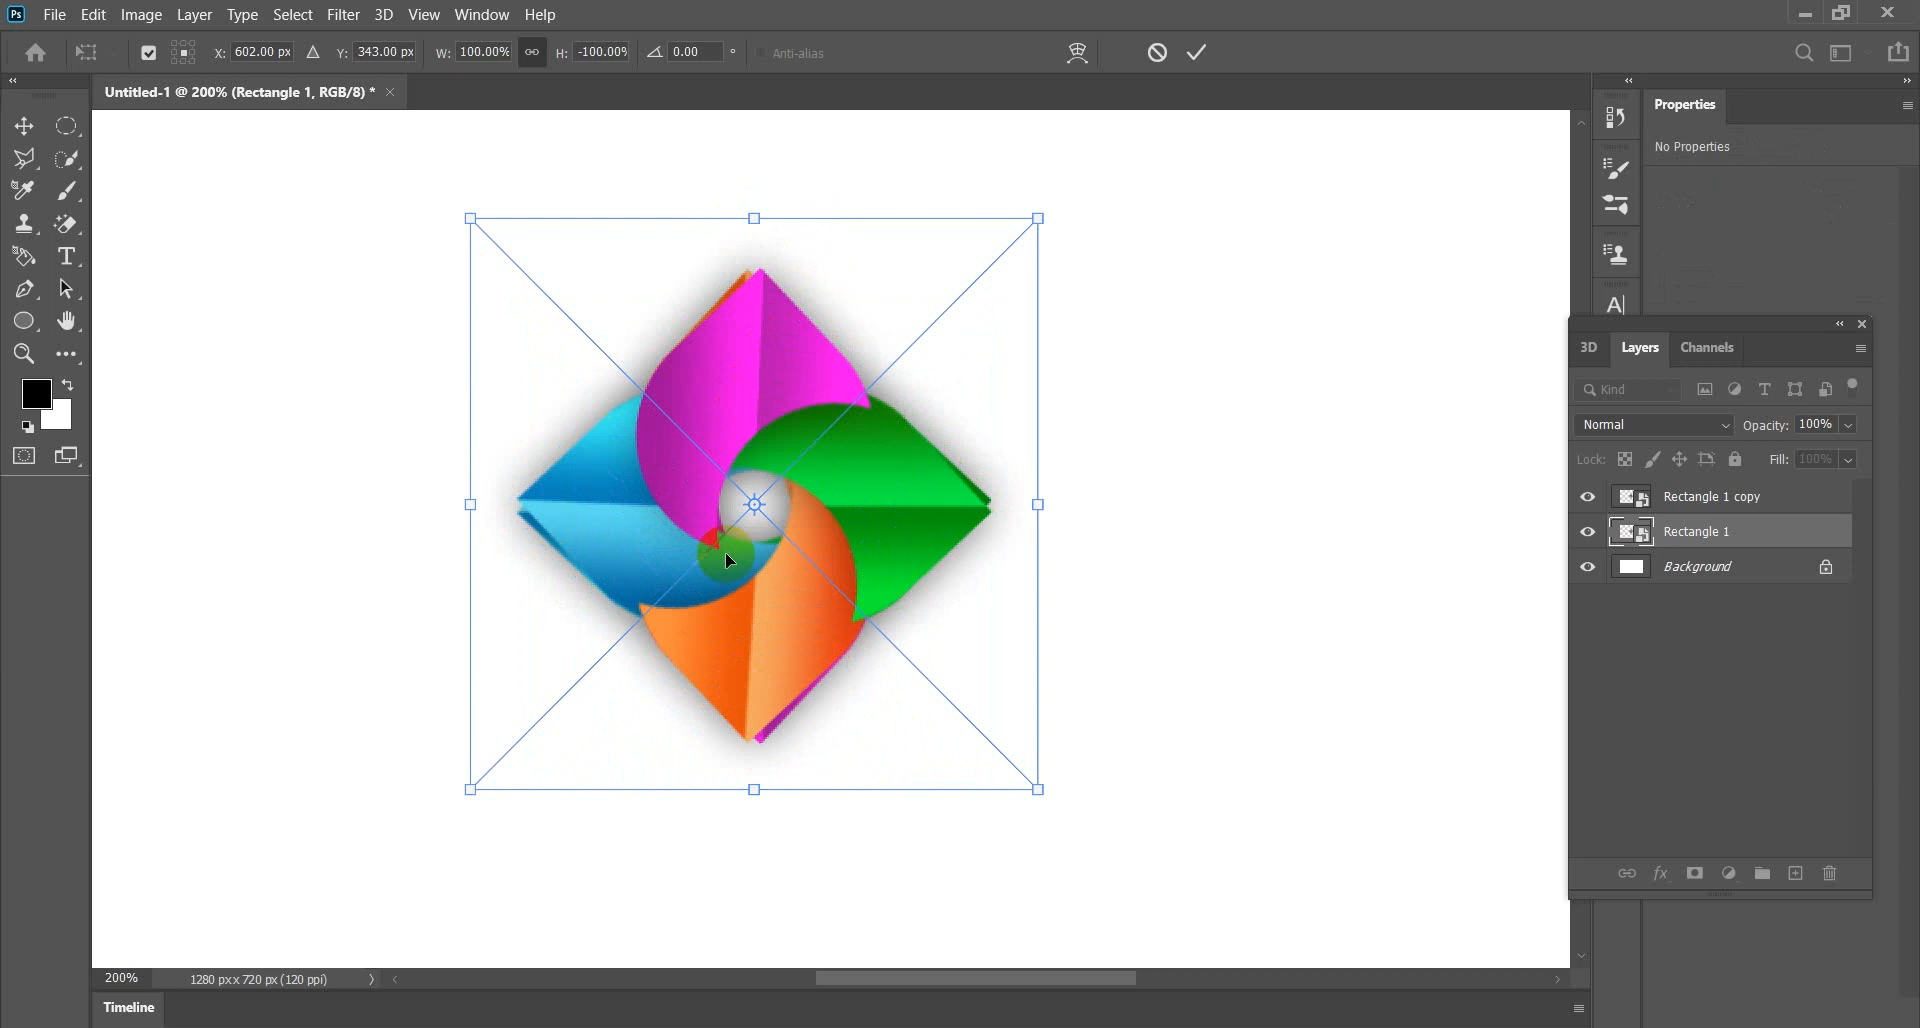 Ps File Edit Image Layer Type Select Filter 3D View Window Help
X: 602.00 px Y: 343.00 px W: 100.00% H: -100.00% 0.00 ° Anti-alias
Untitled-1 @ 200% (Rectangle 1, RGB/8) *
Properties
No Properties
3D Layers Channels
Kind
Normal Opacity: 100%
Lock: Fill: 100%
Rectangle 1 copy
Rectangle 1
Background
fx
200% 1280 px x 720 px (120 ppi)
Timeline